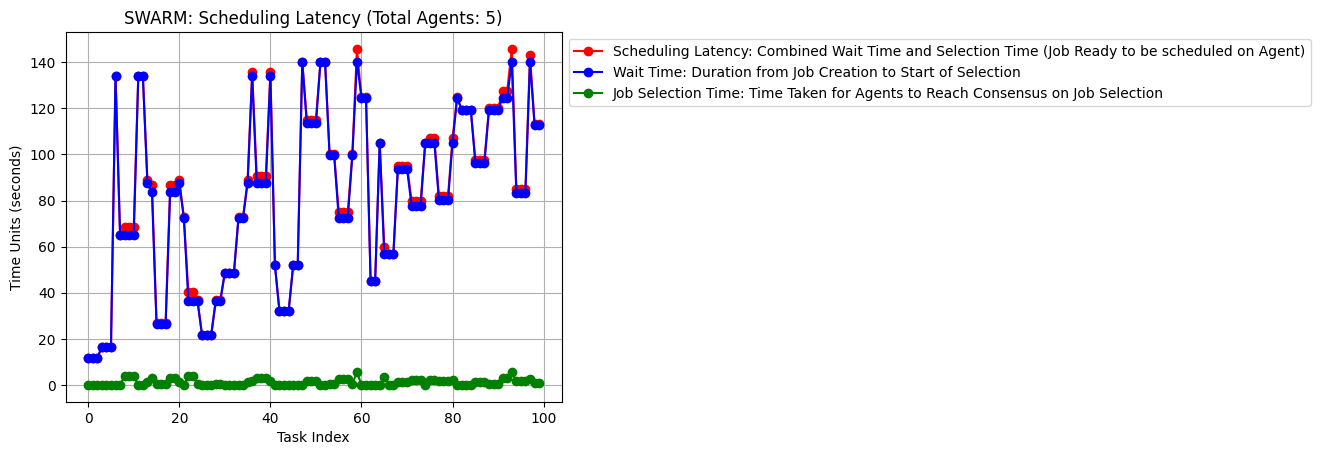 SWARM: Scheduling Latency (Total Agents: 5)
Scheduling Latency: Combined Wait Time and Selection Time (Job Ready to be scheduled on Agent)
Wait Time: Duration from Job Creation to Start of Selection
Job Selection Time: Time Taken for Agents to Reach Consensus on Job Selection
Time Units (seconds)
140
120
100
80
60
40
20
0
0 20 40 60 80 100
Task Index